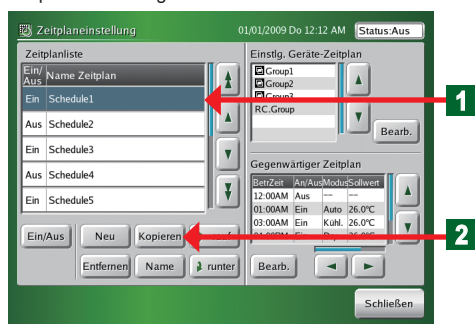 Zeitplaneinstellung 01/01/2009 Do 12:12 AM Status:Aus
Zeitplanliste
Ein/Aus Name Zeitplan
Ein Schedule1
Aus Schedule2
Ein Schedule3
Aus Schedule4
Ein Schedule5
Ein/Aus Neu Kopieren
Entfernen Name runter
Einstlg. Geräte-Zeitplan
Group1
Group2
RC.Group
Bearb.
Gegenwärtiger Zeitplan
BetrZeit An/Aus Modus Sollwert
12:00AM Aus -- --
01:00AM Ein Auto 26.0°C
03:00AM Ein Kühl. 26.0°C
Bearb.
Schließen
1
2